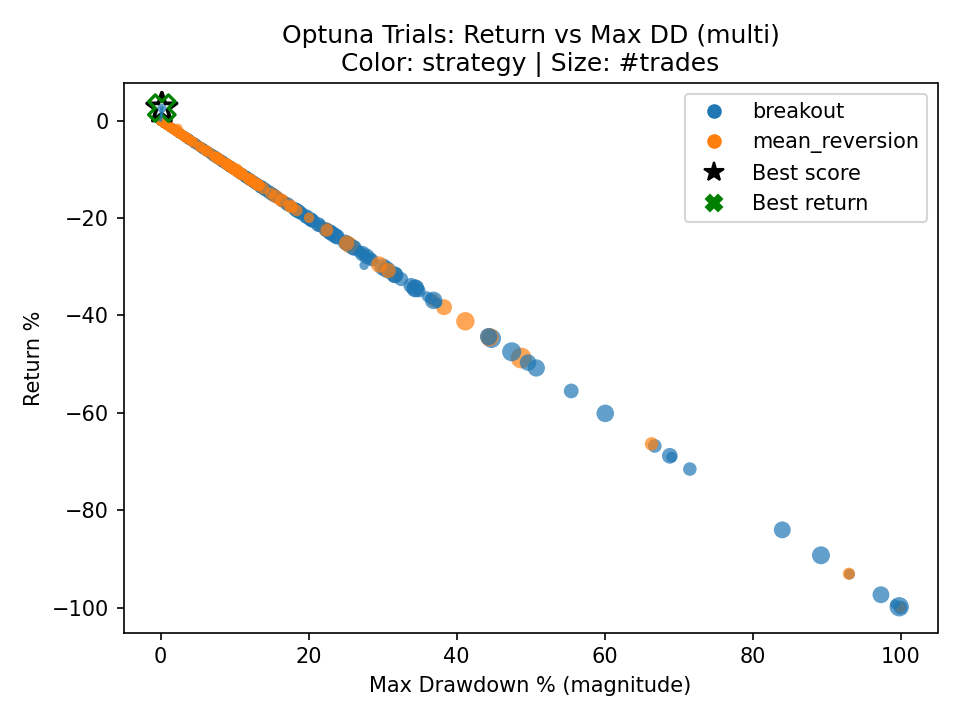 Optuna Trials: Return vs Max DD (multi)
Color: strategy | Size: #trades
breakout
mean_reversion
Best score
Best return
Return %
0
−20
−40
−60
−80
−100
0
20
40
60
80
100
Max Drawdown % (magnitude)